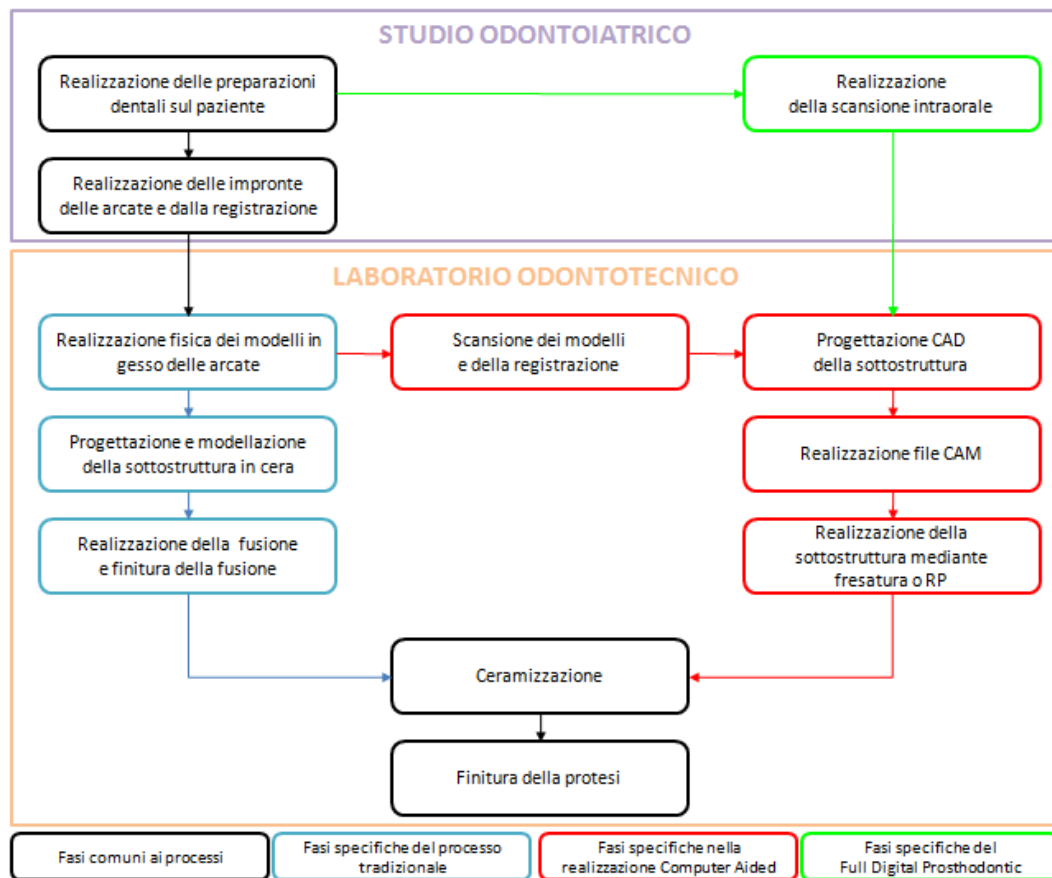 STUDIO ODONTOIATRICO
Realizzazione delle preparazioni
dentali sul paziente
Realizzazione
della scansione intraorale
Realizzazione delle impronte
delle arcate e dalla registrazione
LABORATORIO ODONTOTECNICO
Realizzazione fisica dei modelli in
gesso delle arcate
Scansione dei modelli
e della registrazione
Progettazione CAD
della sottostruttura
Progettazione e modellazione
della sottostruttura in cera
Realizzazione file CAM
Realizzazione della fusione
e finitura della fusione
Realizzazione della
sottostruttura mediante
fresatura o RP
Ceramizzazione
Finitura della protesi
Fasi comuni ai processi
Fasi specifiche del processo
tradizionale
Fasi specifiche nella
realizzazione Computer Aided
Fasi specifiche del
Full Digital Prosthodontic